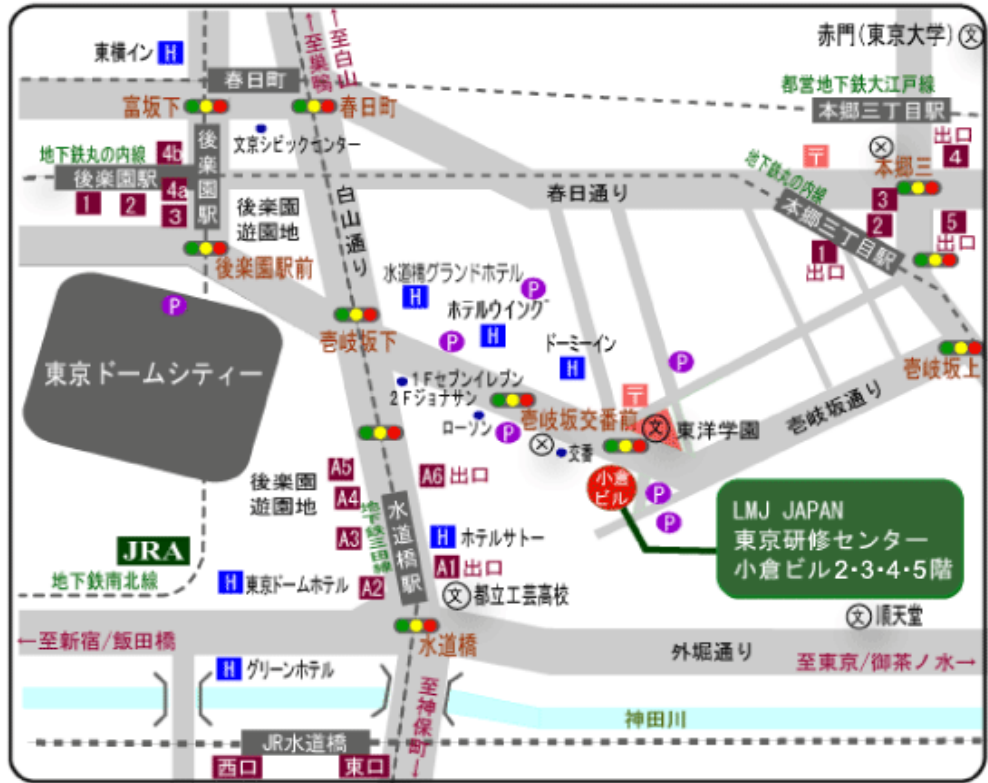 東横イン H
←至巣鴨
←至白山
赤門(東京大学) 文
春日町
都営地下鉄大江戸線
本郷三丁目駅
富坂下
春日町
文京シビックセンター
出口
4
〒
本郷三
地下鉄丸の内線
4b
後楽園駅
後楽園駅
4a
1
2
3
後楽園
遊園地
白山通り
春日通り
地下鉄丸の内線
本郷三丁目駅
3
2
1
出口
5
出口
後楽園駅前
水道橋グランドホテル
H
P
ホテルウイング
H
P
P
東京ドームシティー
壱岐坂下
ドーミーイン
H
P
壱岐坂上
1Fセブンイレブン
2Fジョナサン
ローソン
P
壱岐坂交番前
〒
文 東洋学園
壱岐坂通り
交番
小倉
ビル
P
P
後楽園
遊園地
A5
A4
A3
A2
A6 出口
地下鉄三田線
水道橋駅
H ホテルサトー
A1 出口
LMJ JAPAN
東京研修センター
小倉ビル2・3・4・5階
JRA
地下鉄南北線
H 東京ドームホテル
文 都立工芸高校
文 順天堂
←至新宿/飯田橋
水道橋
外堀通り
至東京/御茶ノ水→
H グリーンホテル
至神保町→
神田川
JR水道橋
西口
東口